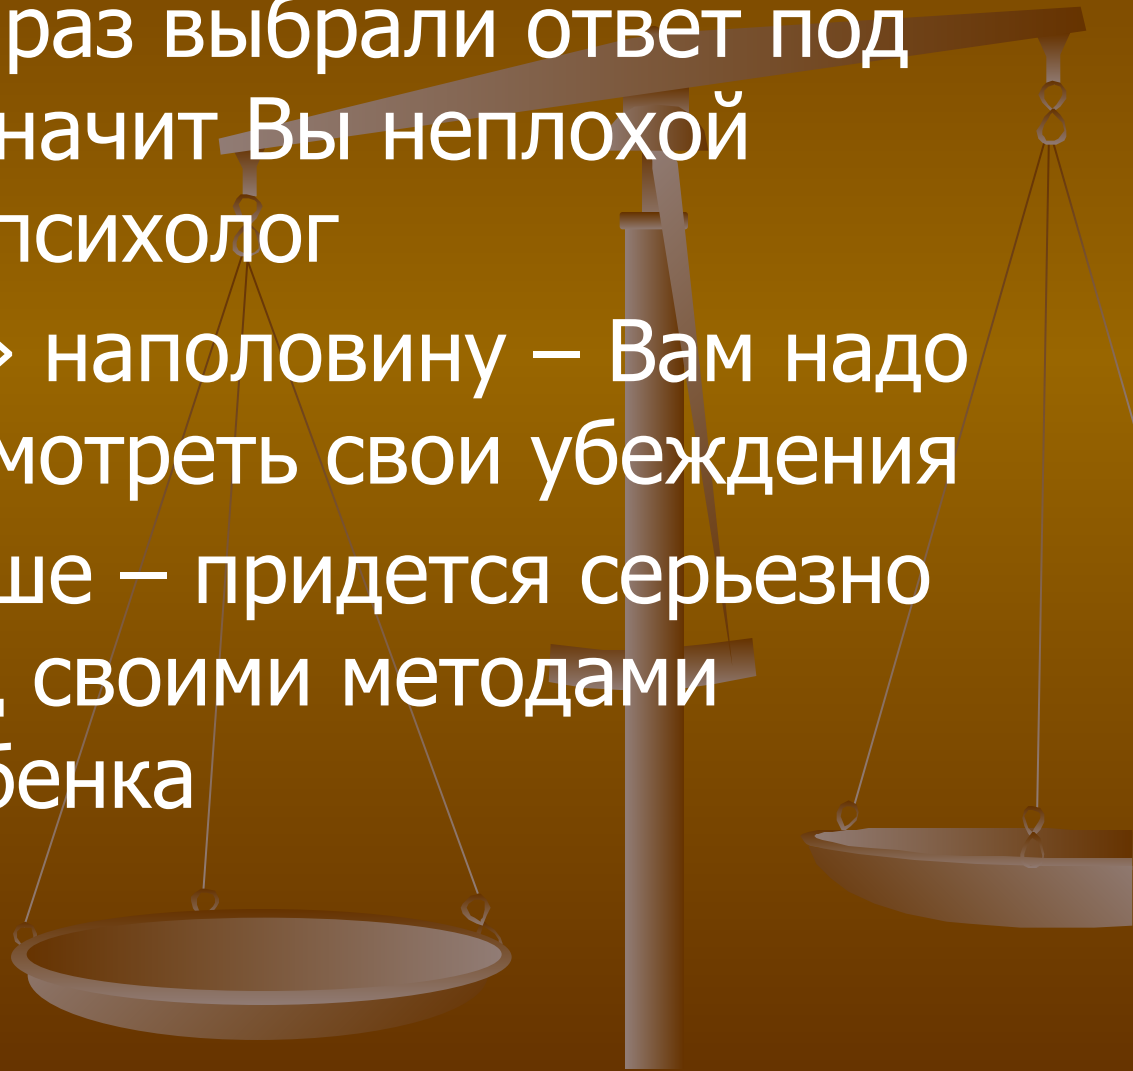 раз выбрали ответ под
начит Вы неплохой
психолог
» наполовину – Вам надо
мотреть свои убеждения
ше – придется серьезно
своими методами
бенка